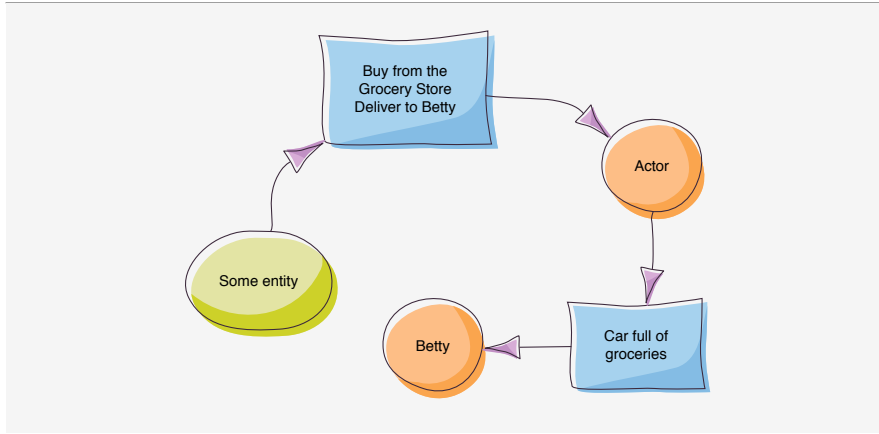 Buy from the
Grocery Store
Deliver to Betty
Actor
Some entity
Car full of
groceries
Betty